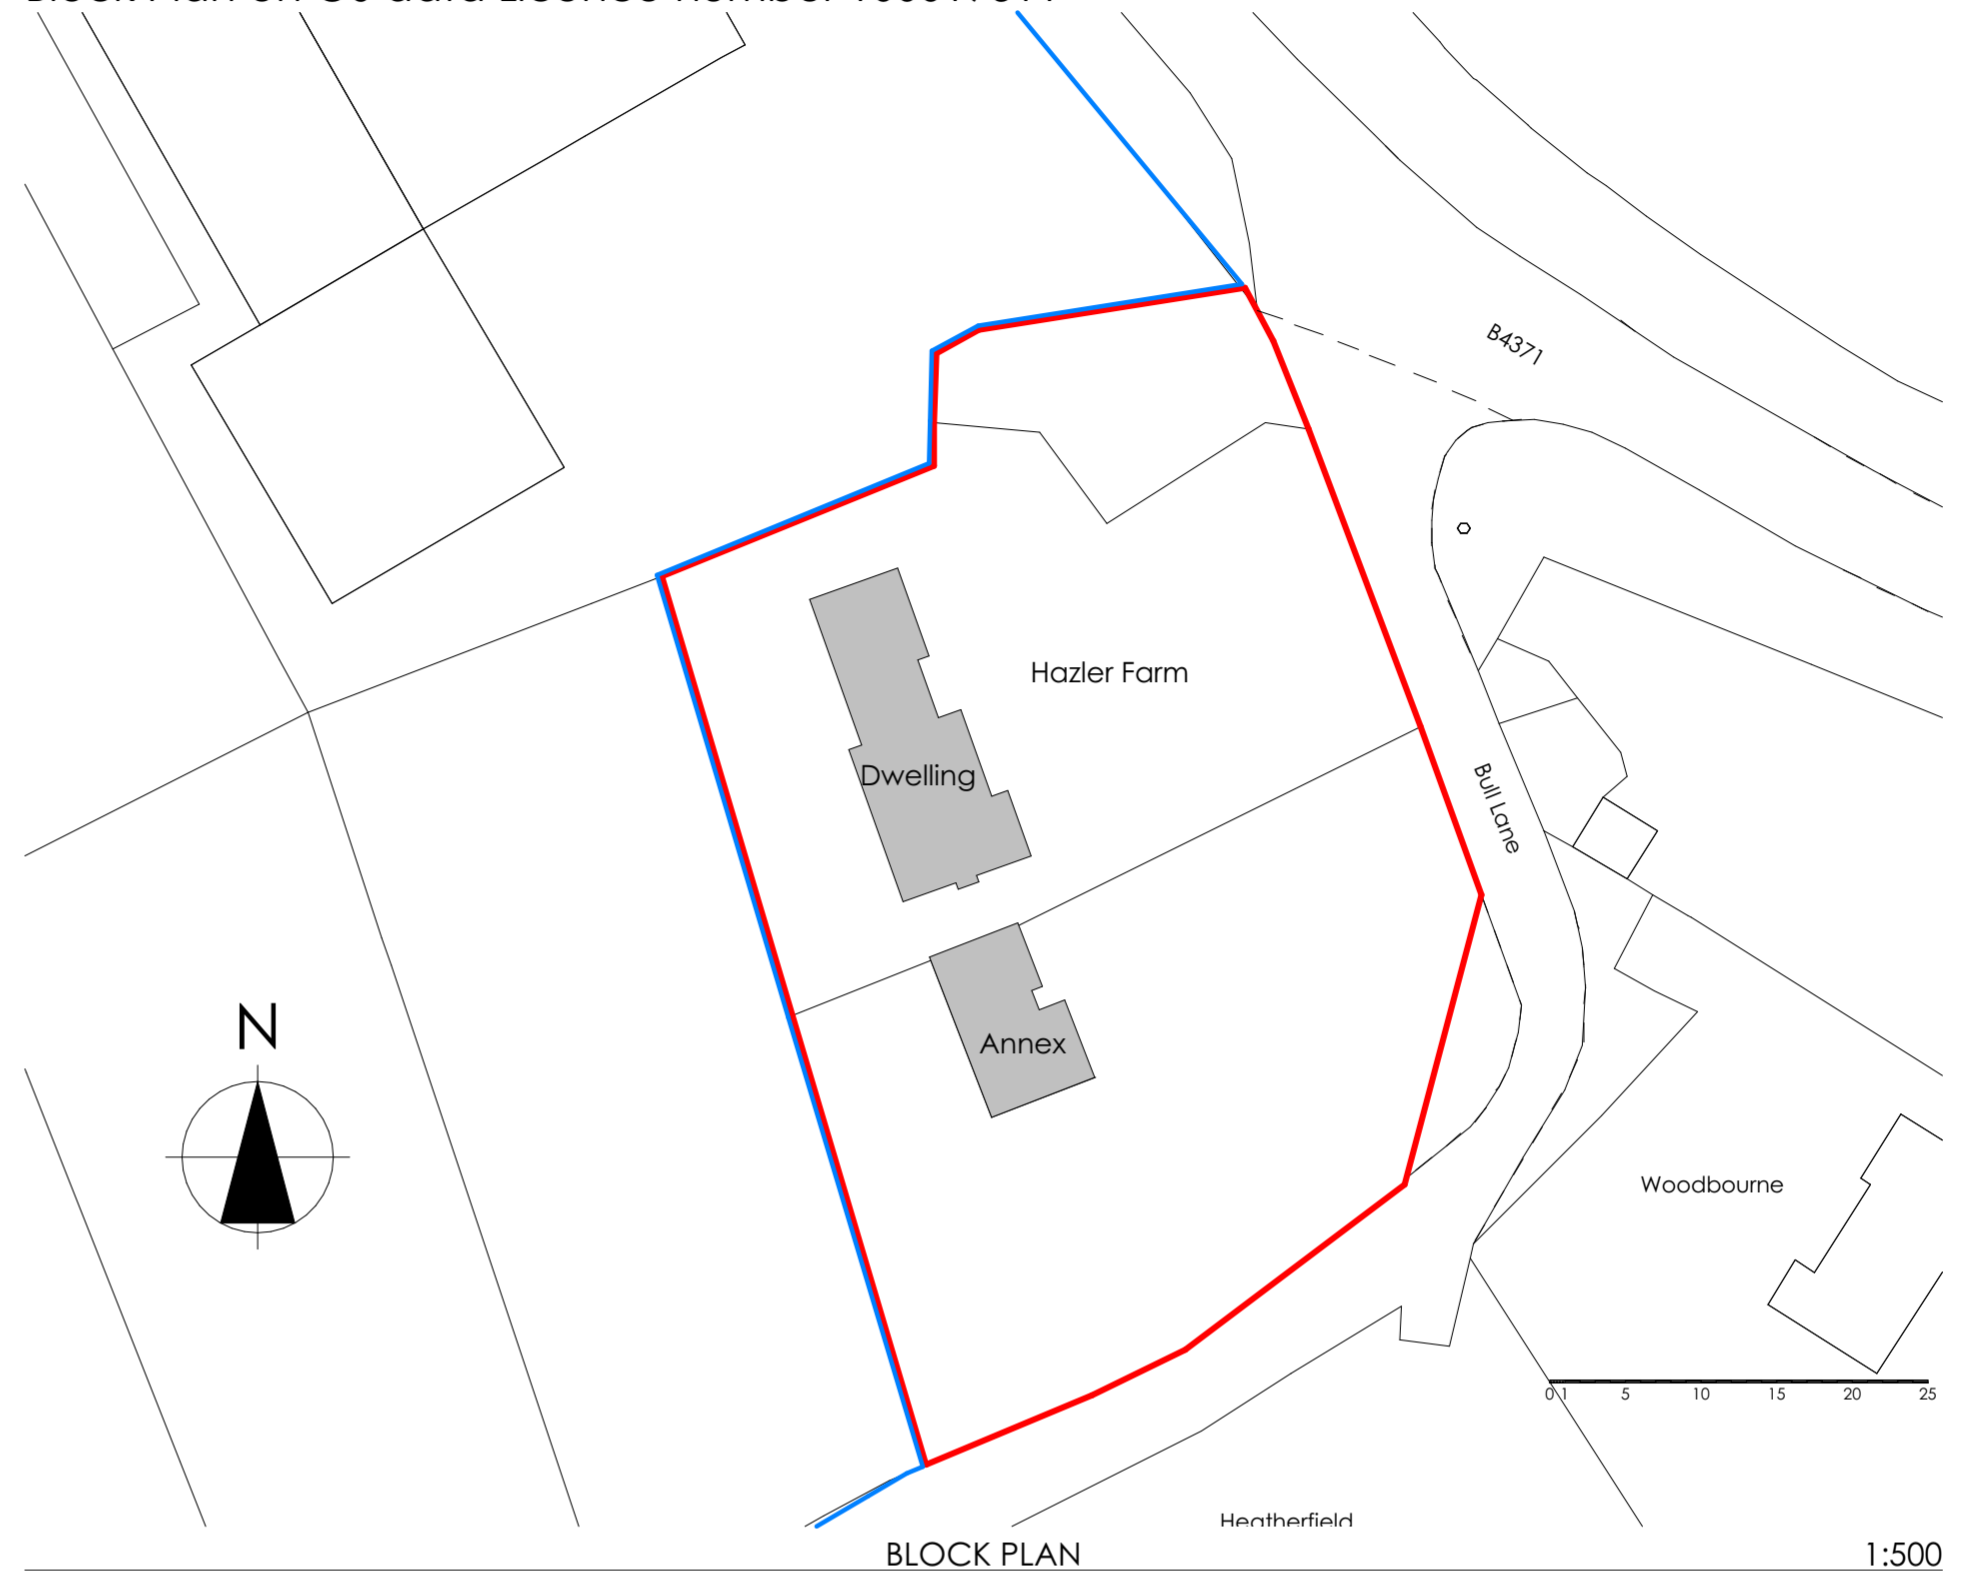 B4371
Hazler Farm
Dwelling
Bull Lane
N
Annex
Woodbourne
0 1 5 10 15 20 25
Heatherfield
BLOCK PLAN
1:500